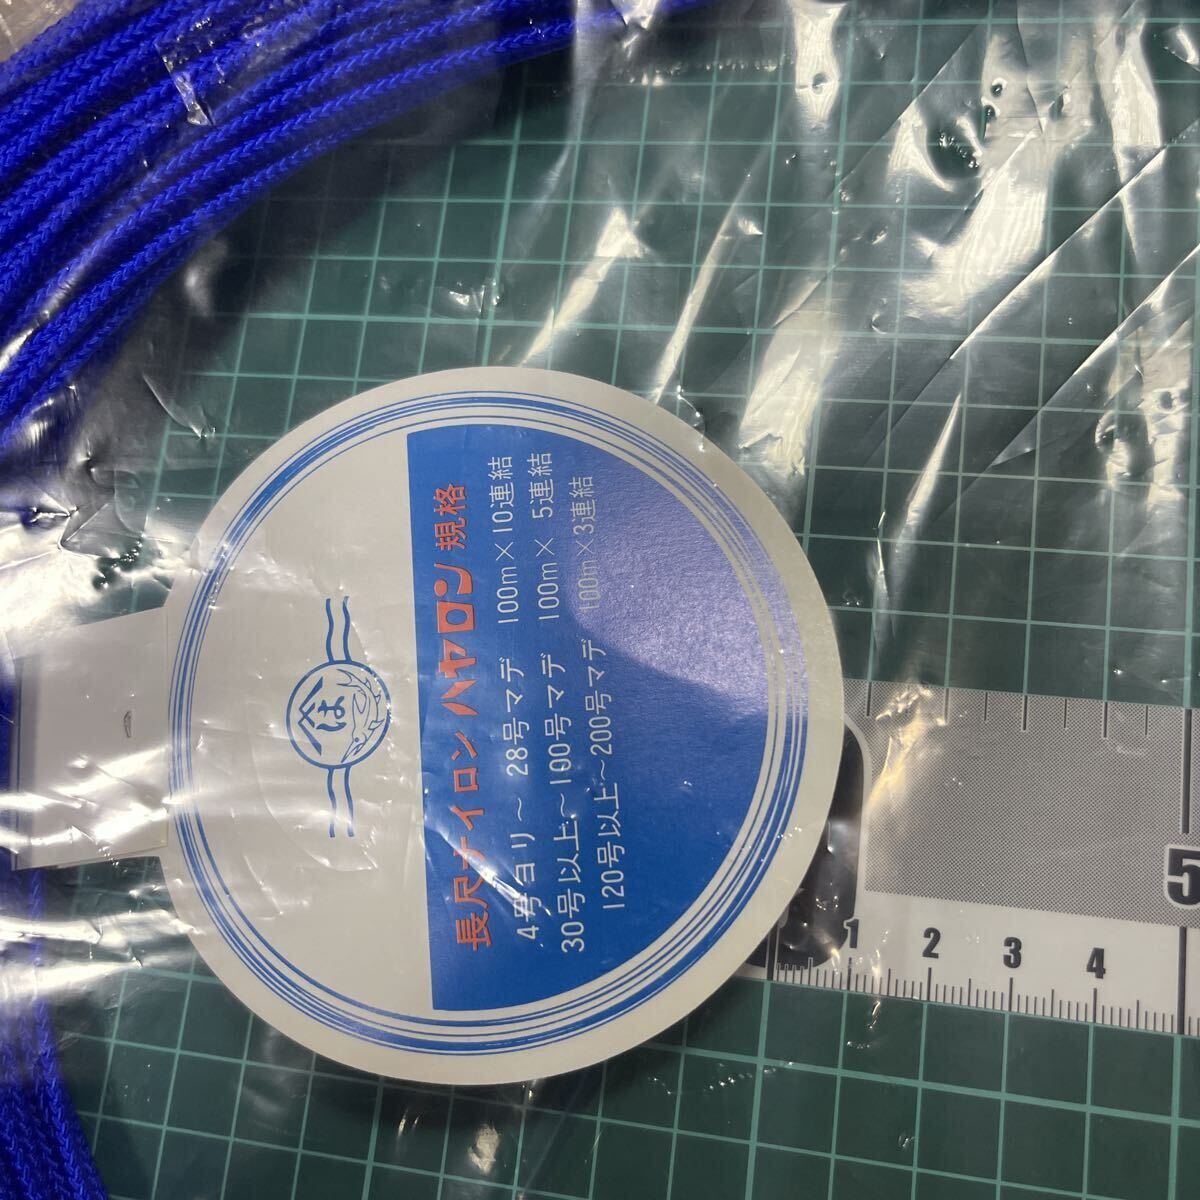 は
長尺ナイロン ハヤロン 規格
4号ヨリ〜 28号マデ 100m×10連結
30号以上〜100号マデ 100m× 5連結
120号以上〜200号マデ 100m×3連結
1 2 3 4 5